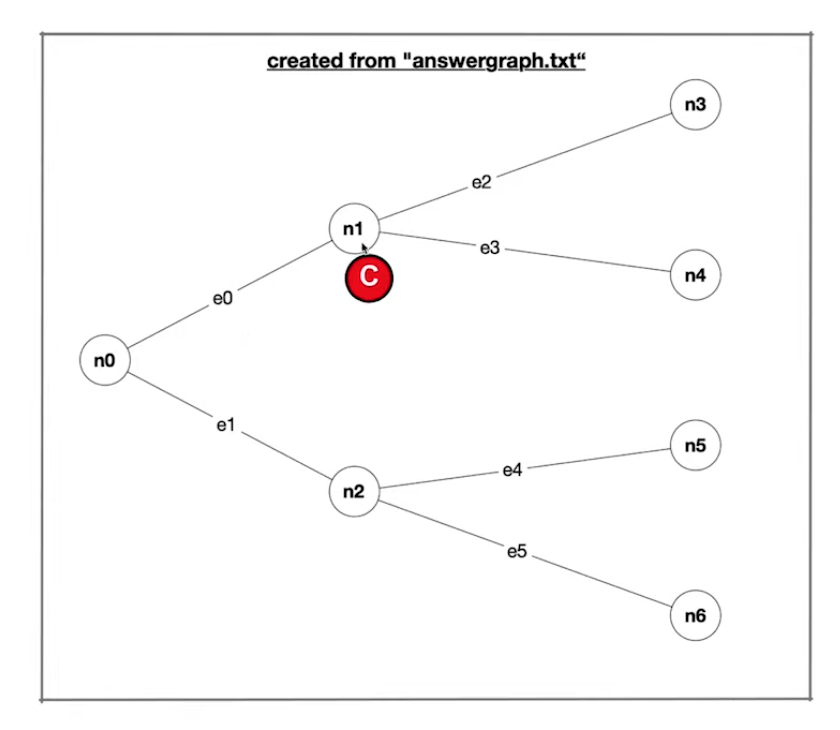 created from "answergraph.txt“
n3
e2
n1
e3
n4
C
e0
n0
e1
n5
e4
n2
e5
n6